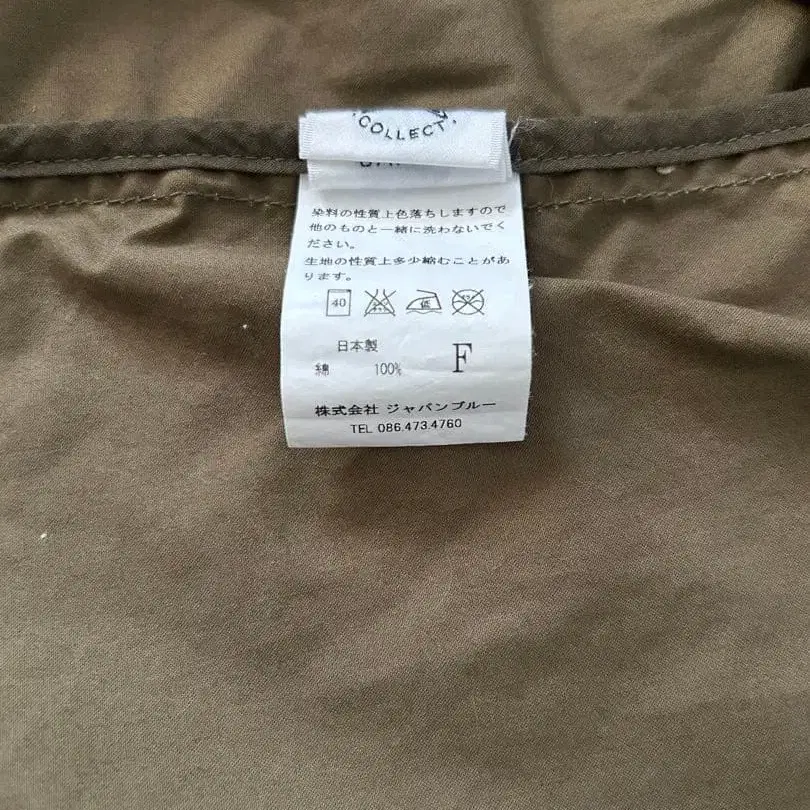 COLLECT
染料の性質上色落ちしますので
他のものと一緒に洗わないでく
ださい。
生地の性質上多少縮むことがあ
ります。
40 低
日本製
綿 100% F
株式会社 ジャパンブルー
TEL 086.473.4760